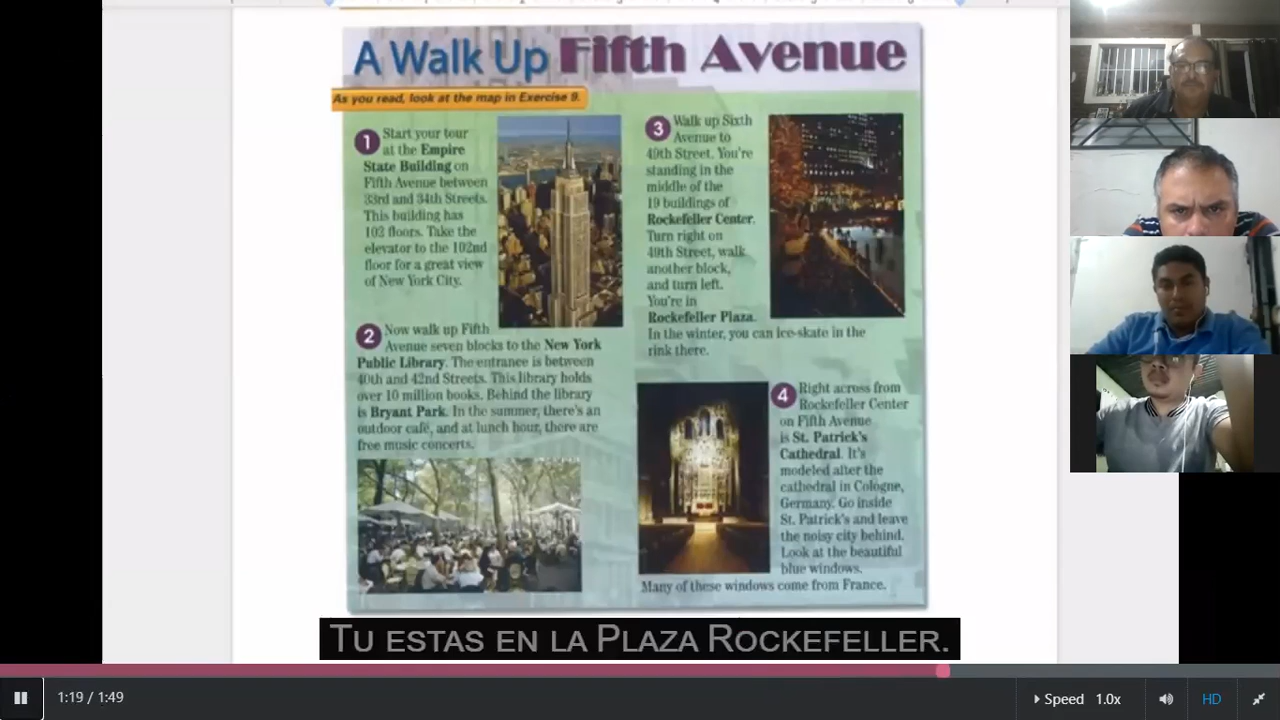 A Walk Up Fifth Avenue
As you read, look at the map in Exercise 9.
1 Start your tour
at the Empire
State Building on
Fifth Avenue between
33rd and 34th Streets.
This building has
102 floors. Take the
elevator to the 102nd
floor for a great view
of New York City.
2 Now walk up Fifth
Avenue seven blocks to the New York
Public Library. The entrance is between
40th and 42nd Streets. This library holds
over 10 million books. Behind the library
is Bryant Park. In the summer, there's an
outdoor café, and at lunch hour, there are
free music concerts.
3 Walk up Sixth
Avenue to
49th Street. You're
standing in the
middle of the
19 buildings of
Rockefeller Center.
Turn right on
49th Street, walk
another block,
and turn left.
You're in
Rockefeller Plaza.
In the winter, you can ice-skate in the
rink there.
4 Right across from
Rockefeller Center
on Fifth Avenue
is St. Patrick's
Cathedral. It's
modeled after the
cathedral in Cologne,
Germany. Go inside
St. Patrick's and leave
the noisy city behind.
Look at the beautiful
blue windows.
Many of these windows come from France.
TU ESTAS EN LA PLAZA ROCKEFELLER.
1:19 / 1:49
Speed 1.0x
HD